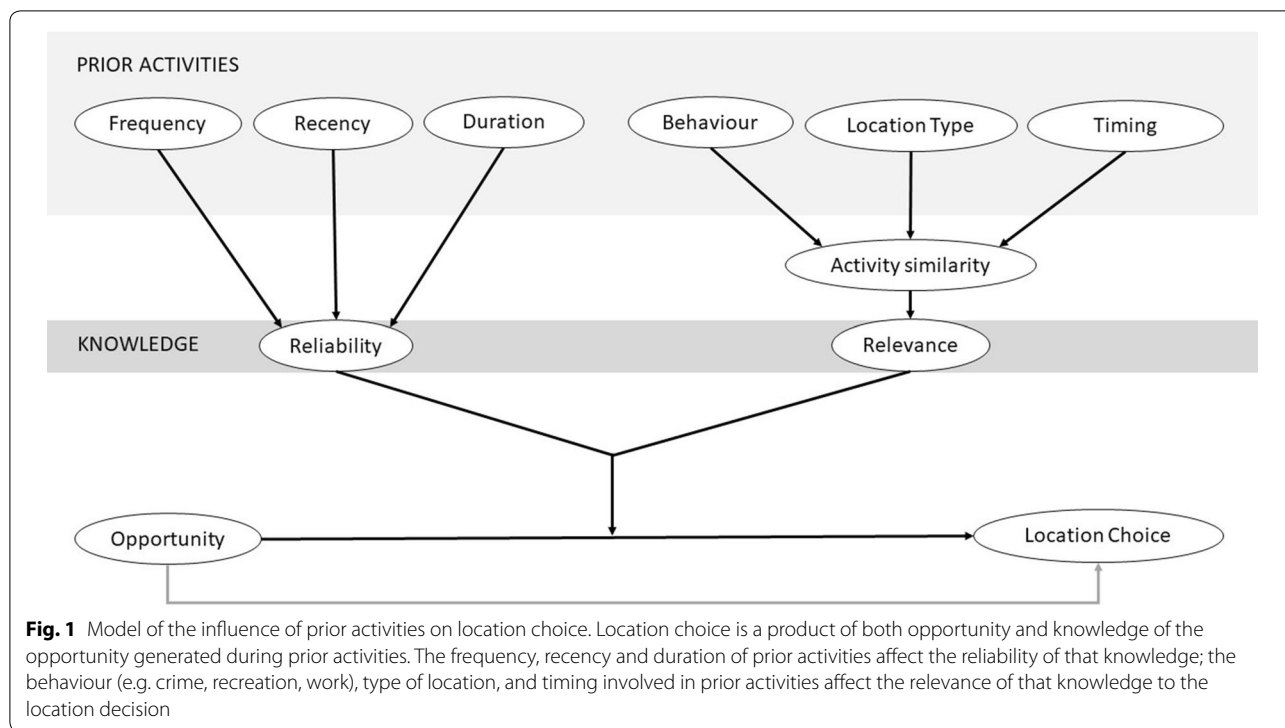 PRIOR ACTIVITIES
Frequency
Recency
Duration
Behaviour
Location Type
Timing
Activity similarity
KNOWLEDGE
Reliability
Relevance
Opportunity
Location Choice
Fig. 1 Model of the influence of prior activities on location choice. Location choice is a product of both opportunity and knowledge of the
opportunity generated during prior activities. The frequency, recency and duration of prior activities affect the reliability of that knowledge; the
behaviour (e.g. crime, recreation, work), type of location, and timing involved in prior activities affect the relevance of that knowledge to the
location decision